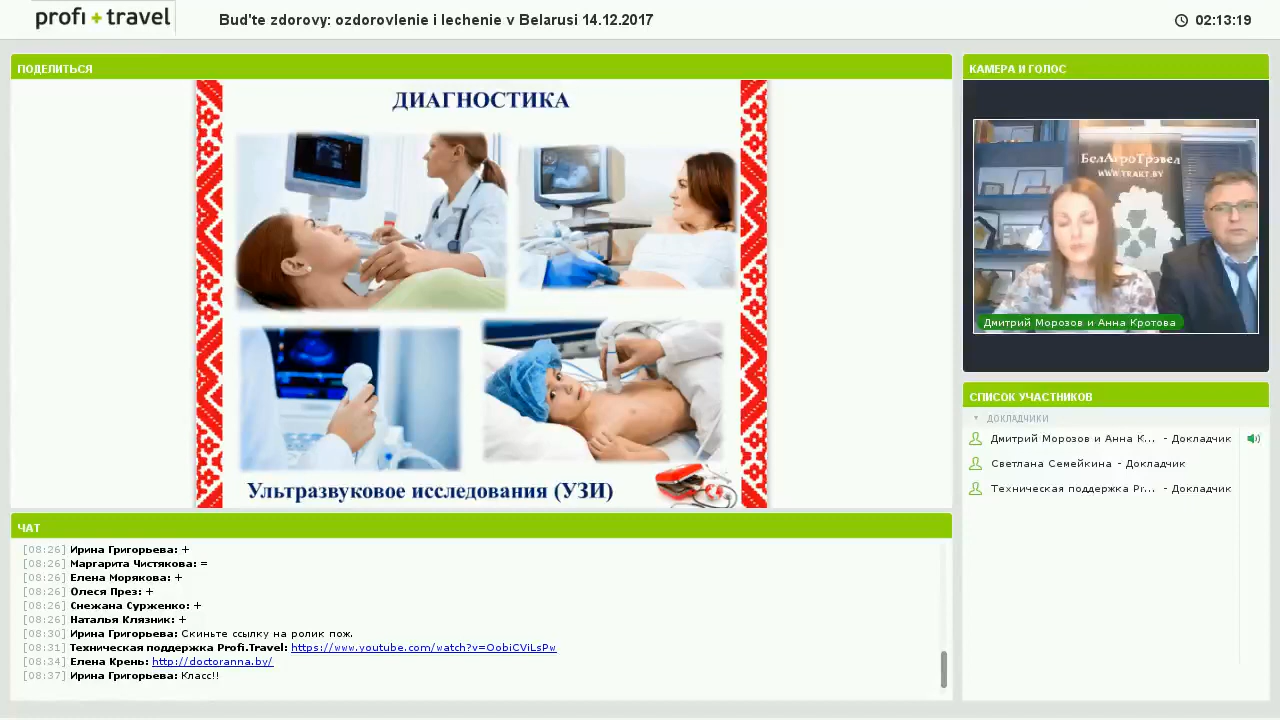 profi + travel
Bud'te zdorovy: ozdorovlenie i lechenie v Belarusi 14.12.2017
02:13:19
ПОДЕЛИТЬСЯ
ДИАГНОСТИКА
Ультразвуковое исследования (УЗИ)
КАМЕРА И ГОЛОС
БелАгроТрэвел
WWW.TRAKT.BY
Дмитрий Морозов и Анна Кротова
СПИСОК УЧАСТНИКОВ
ДОКЛАДЧИКИ
Дмитрий Морозов и Анна К... - Докладчик
Светлана Семейкина - Докладчик
Техническая поддержка Pr... - Докладчик
ЧАТ
[08:26] Ирина Григорьева: +
[08:26] Маргарита Чистякова: =
[08:26] Елена Морякова: +
[08:26] Олеся През: +
[08:26] Снежана Сурженко: +
[08:26] Наталья Клязник: +
[08:30] Ирина Григорьева: Скиньте ссылку на ролик пож.
[08:31] Техническая поддержка Profi.Travel: https://www.youtube.com/watch?v=OobiCViLsPw
[08:34] Елена Крень: http://doctoranna.by/
[08:37] Ирина Григорьева: Класс!!